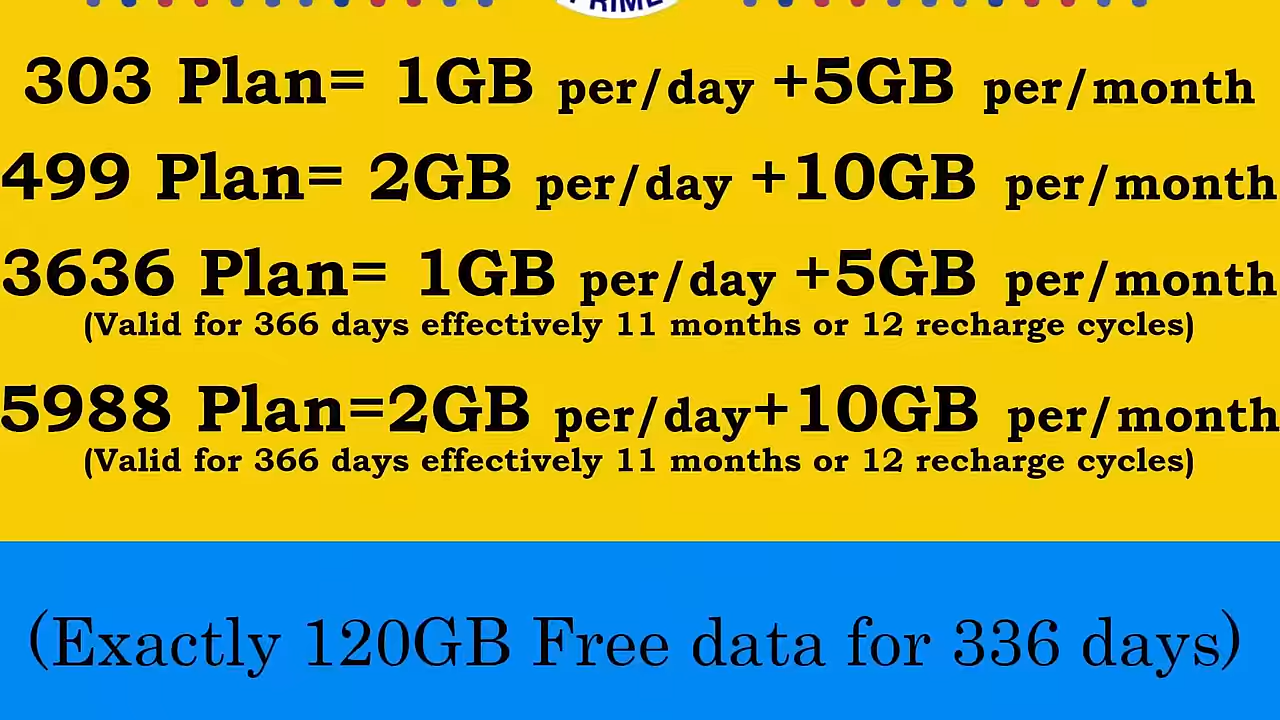 PRIME
303 Plan= 1GB per/day +5GB per/month
499 Plan= 2GB per/day +10GB per/month
3636 Plan= 1GB per/day +5GB per/month
(Valid for 366 days effectively 11 months or 12 recharge cycles)
5988 Plan=2GB per/day+10GB per/month
(Valid for 366 days effectively 11 months or 12 recharge cycles)
(Exactly 120GB Free data for 336 days)